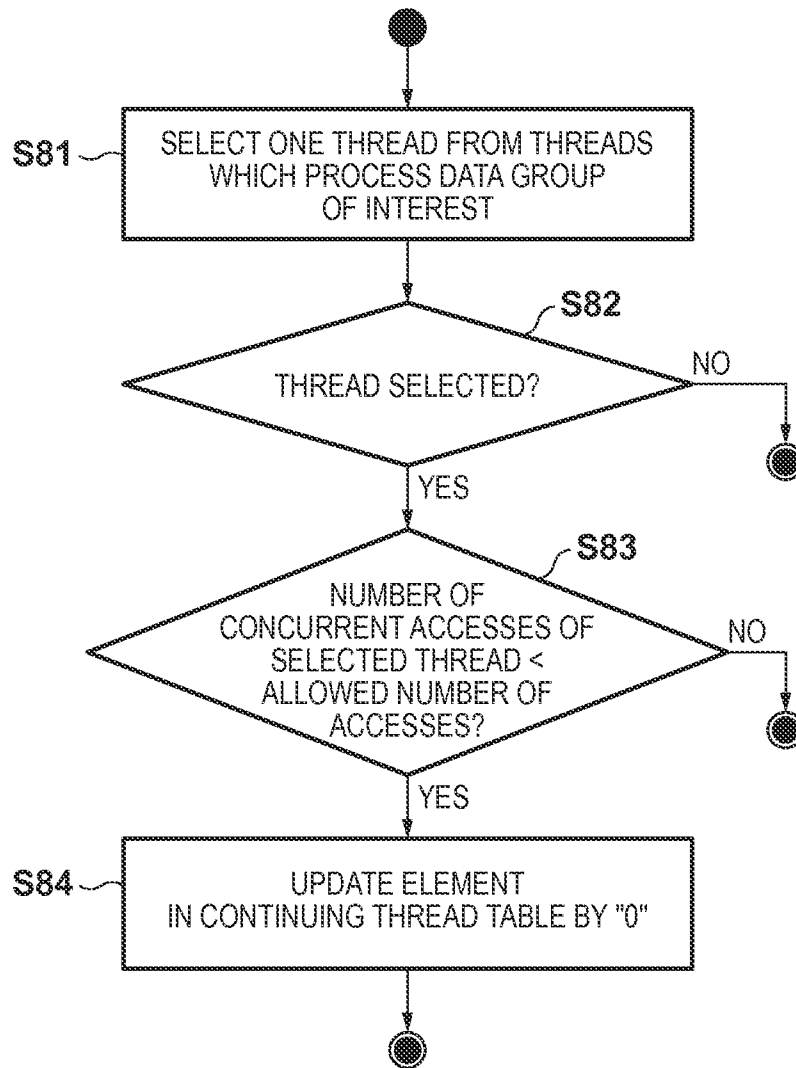 S81
SELECT ONE THREAD FROM THREADS
WHICH PROCESS DATA GROUP
OF INTEREST
S82
THREAD SELECTED?
NO
YES
S83
NUMBER OF
CONCURRENT ACCESSES OF
SELECTED THREAD <
ALLOWED NUMBER OF
ACCESSES?
NO
YES
S84
UPDATE ELEMENT
IN CONTINUING THREAD TABLE BY "0"